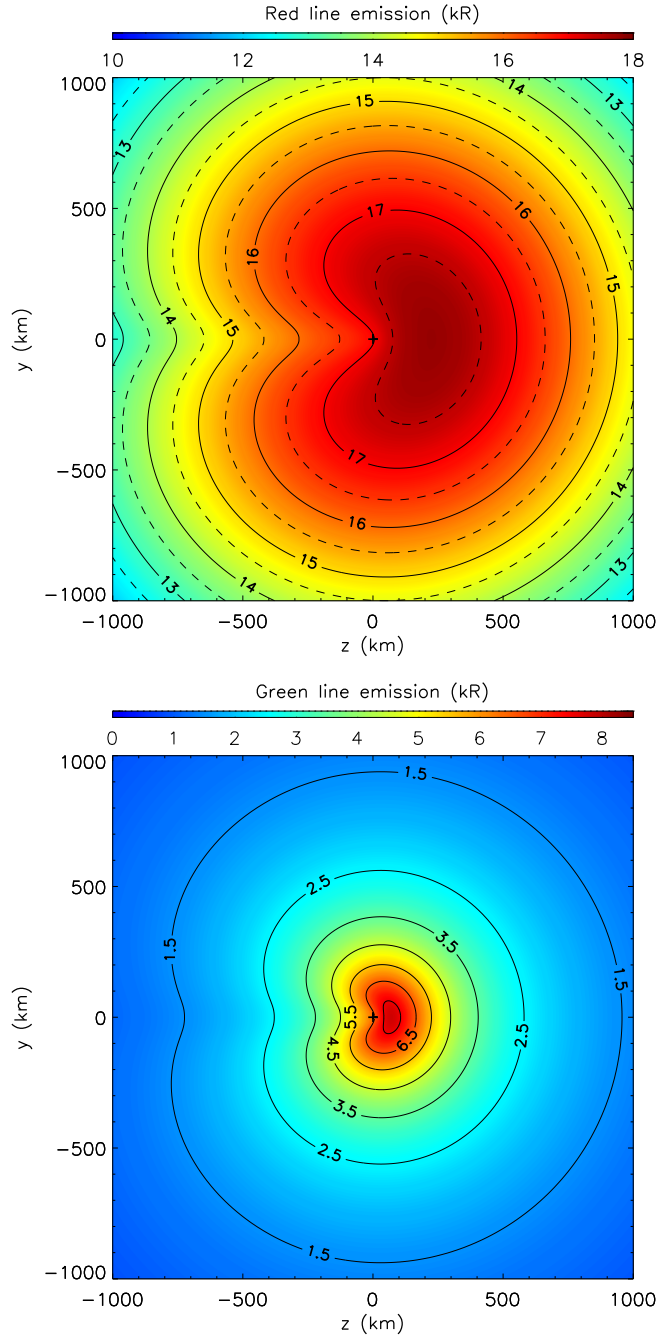 Red line emission (kR)
10 12 14 16 18
1000
500
0
−500
−1000
y (km)
−1000 −500 0 500 1000
z (km)
13 14 15 14 13
17 16
16
15 14 15
17
16
15 14
14 13
13
Green line emission (kR)
0 1 2 3 4 5 6 7 8
1000
500
0
−500
−1000
y (km)
−1000 −500 0 500 1000
z (km)
1.5
2.5
3.5
1.5 1.5
5.5
4.5 6.5 2.5
3.5
2.5
1.5